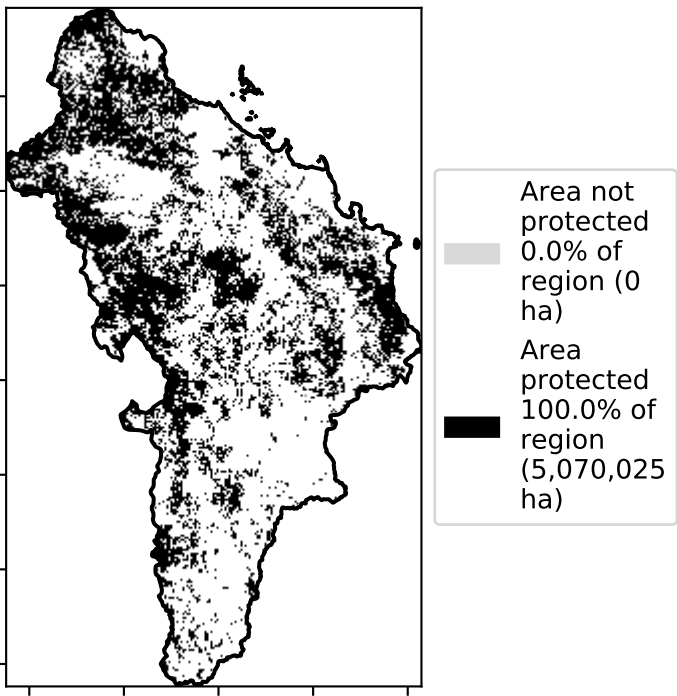 Area not
protected
0.0% of
region (0
ha)
Area
protected
100.0% of
region
(5,070,025
ha)